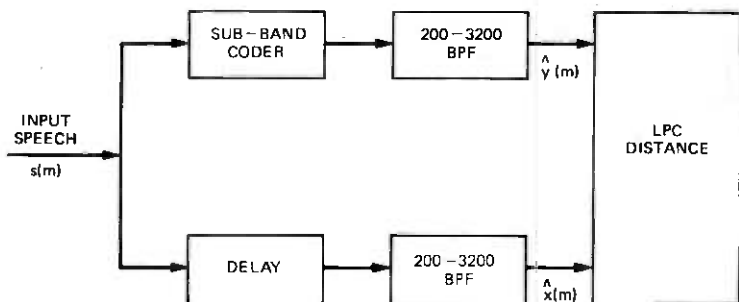 SUB-BAND
CODER
200-3200
BPF
ŷ(m)
INPUT
SPEECH
s(m)
LPC
DISTANCE
DELAY
200-3200
BPF
x̂(m)